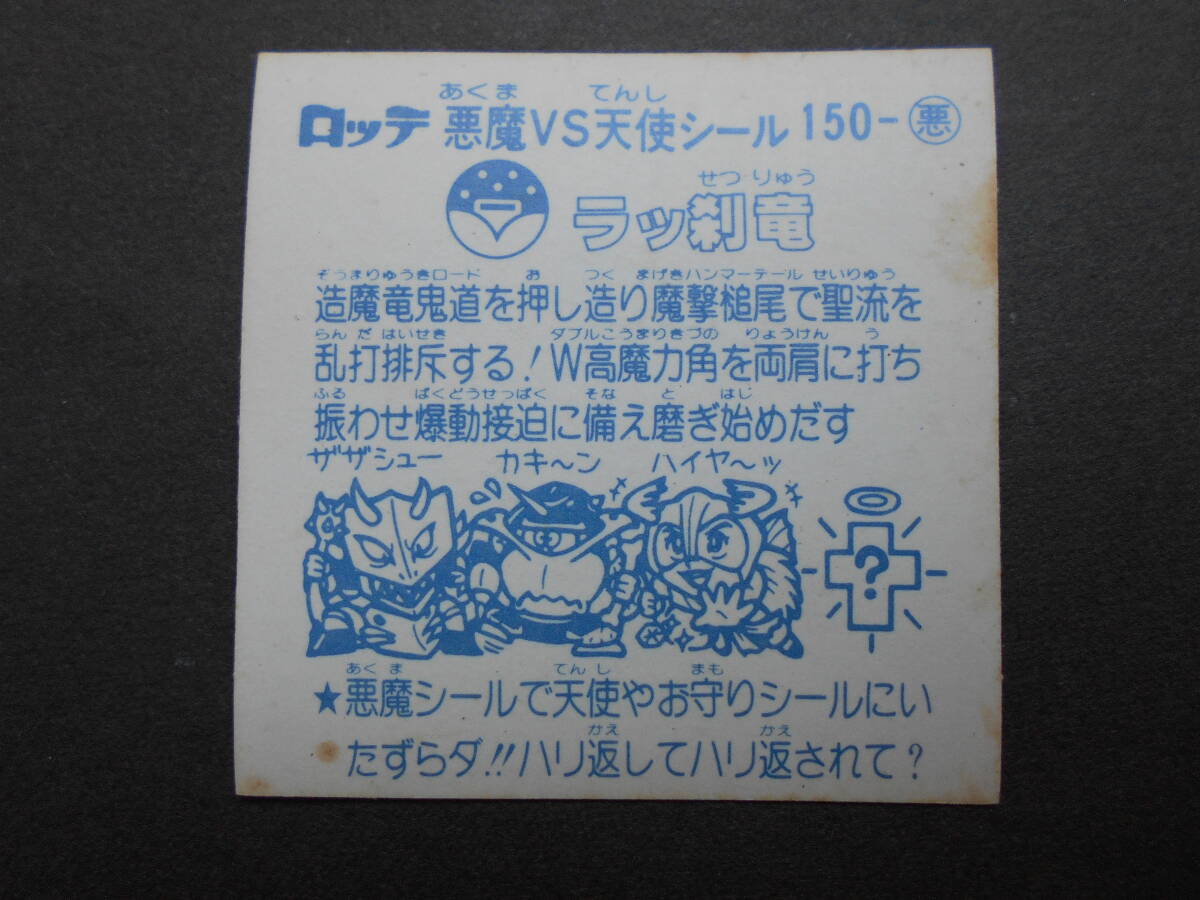 あくま てんし
ロッテ 悪魔VS天使シール 150-悪
せつりゅう
ラッ刹竜
ぞうまりゅうきロード お つく まげきハンマーテール せいりゅう
造魔竜鬼道を押し造り魔撃槌尾で聖流を
らんだはいせき ダブルこうまりきづの りょうけん う
乱打排斥する!W高魔力角を両肩に打ち
ふる ばくどうせっぱく そな と はじ
振わせ爆動接迫に備え磨ぎ始めだす
ザザシュー カキ〜ン ハイヤ〜ッ
?
あくま てんし まも
★悪魔シールで天使やお守りシールにい
かえ かえ
たずらダ!!ハリ返してハリ返されて?